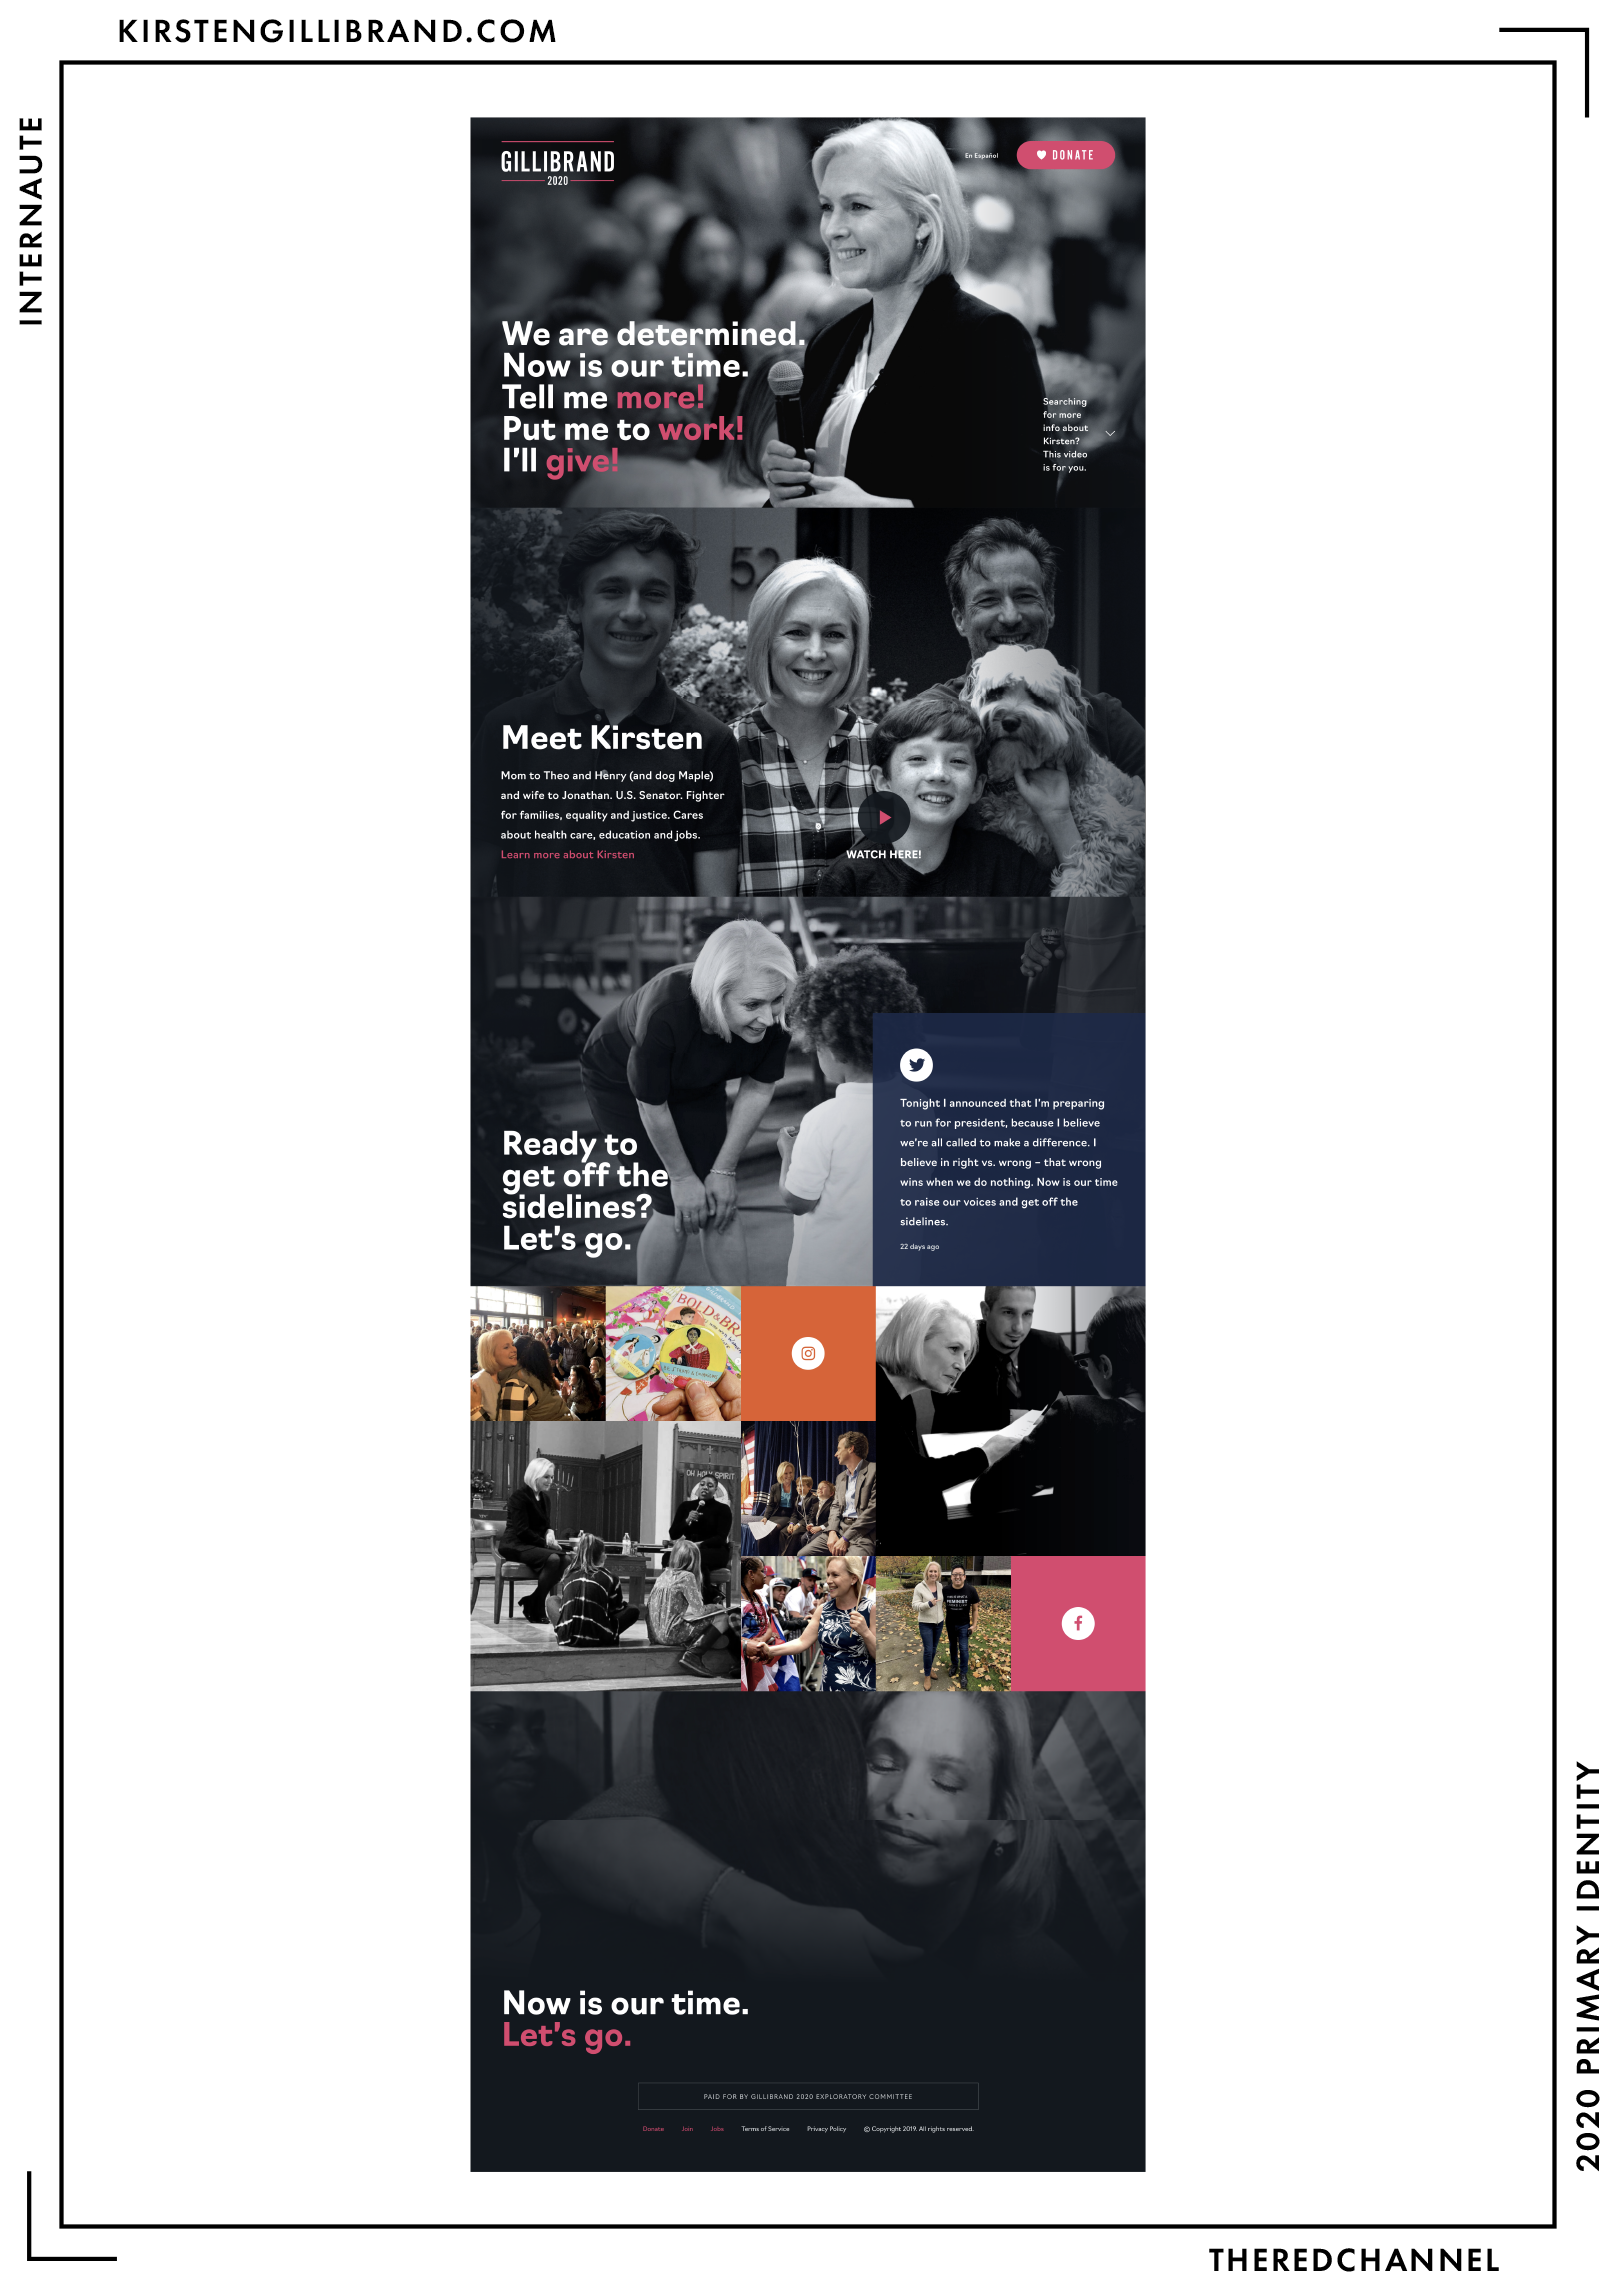 KIRSTENGILLIBRAND.COM
INTERNAUTE
GILLIBRAND
2020
En Español
DONATE
We are determined.
Now is our time.
Tell me more!
Put me to work!
I'll give!
Searching
for more
info about
Kirsten?
This video
is for you.
52
Meet Kirsten
Mom to Theo and Henry (and dog Maple)
and wife to Jonathan. U.S. Senator. Fighter
for families, equality and justice. Cares
about health care, education and jobs.
Learn more about Kirsten
WATCH HERE!
Ready to
get off the
sidelines?
Let's go.
Tonight I announced that I'm preparing
to run for president, because I believe
we're all called to make a difference. I
believe in right vs. wrong – that wrong
wins when we do nothing. Now is our time
to raise our voices and get off the
sidelines.
22 days ago
BOLD & BR
OH HOLY SPIRIT
FEMINIST
Now is our time.
Let's go.
PAID FOR BY GILLIBRAND 2020 EXPLORATORY COMMITTEE
Donate Join Jobs Terms of Service Privacy Policy © Copyright 2019. All rights reserved.
2020 PRIMARY IDENTITY
THEREDCHANNEL